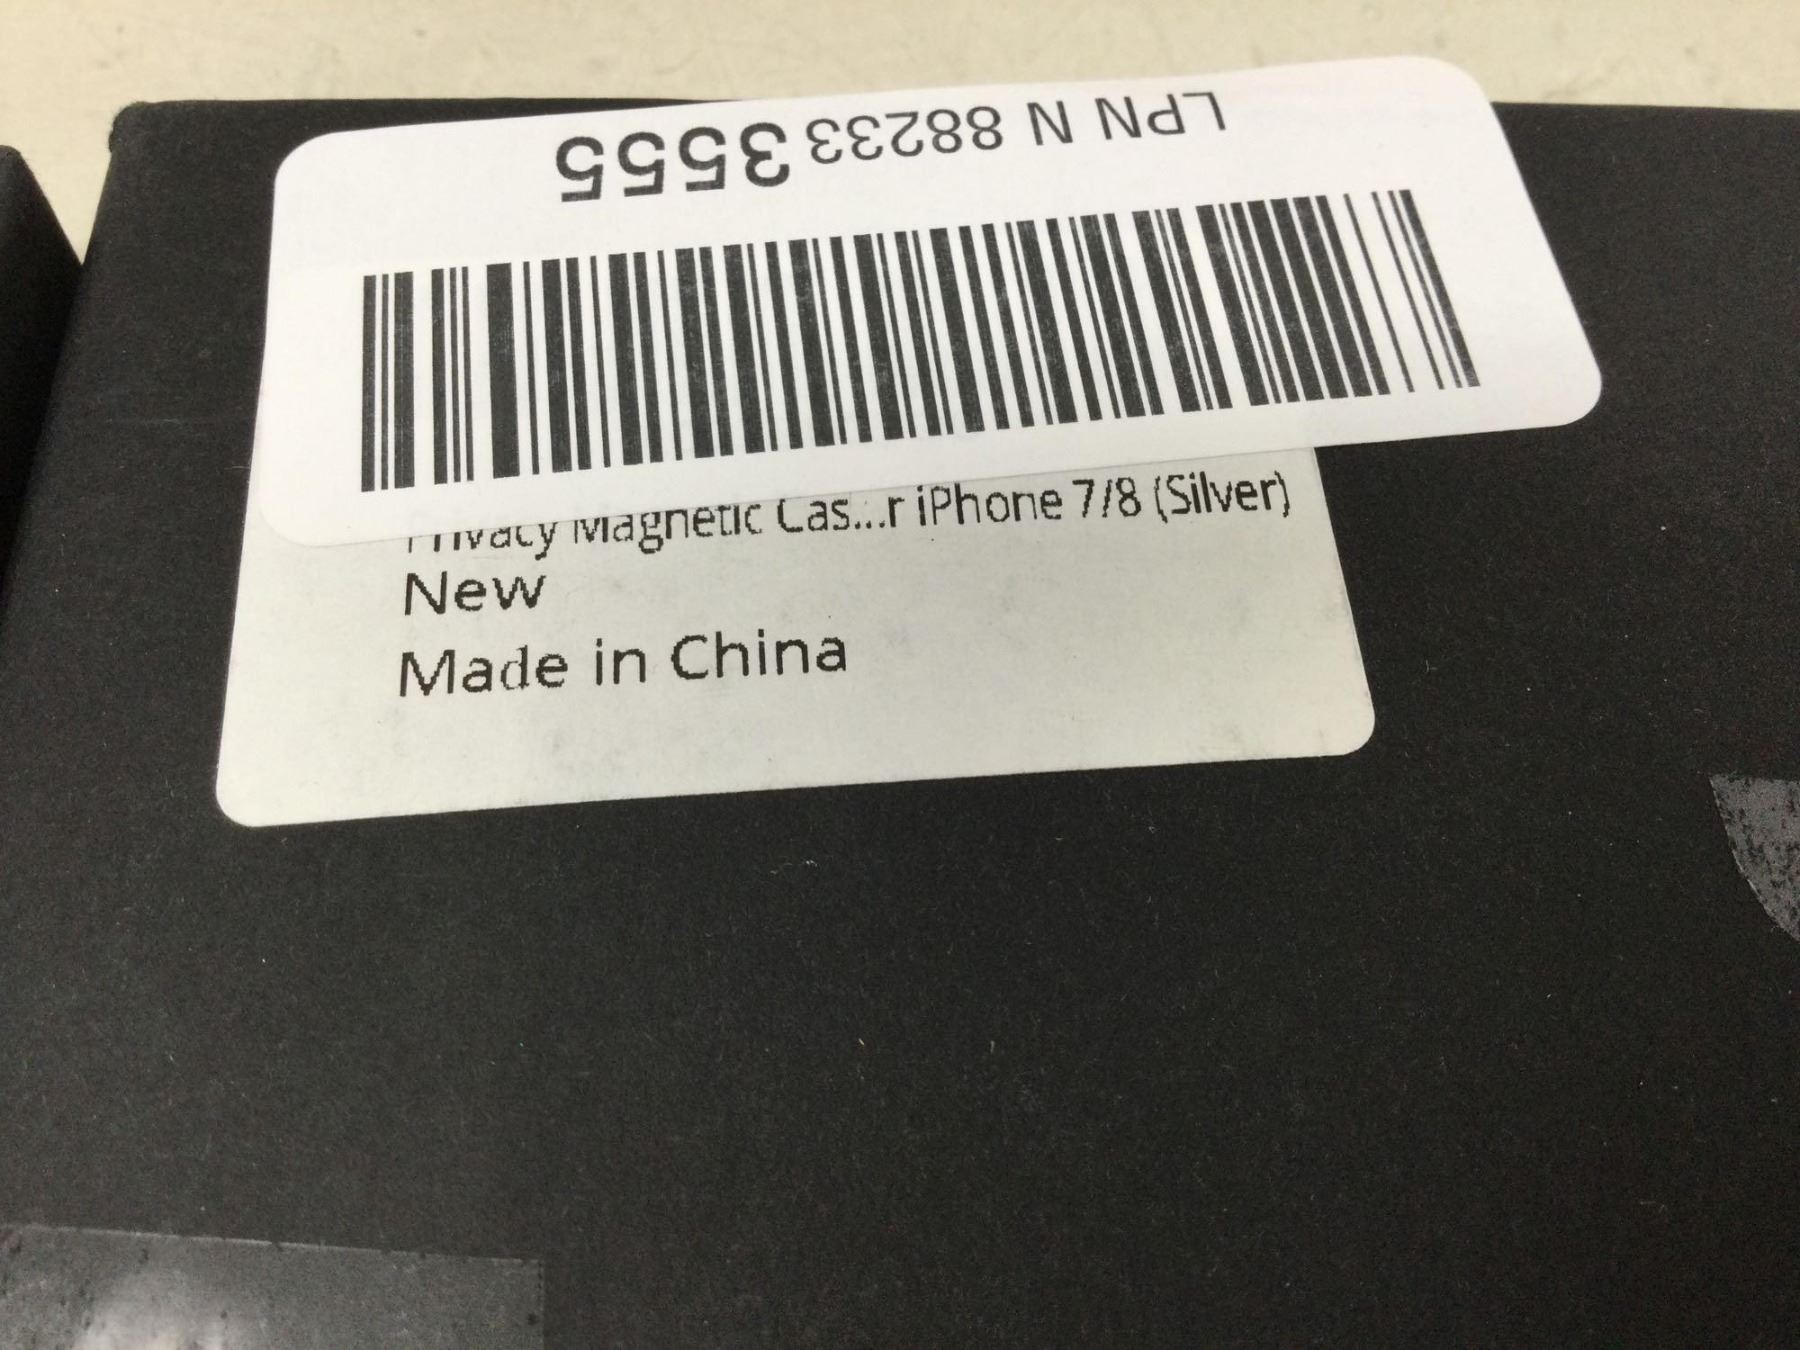 LPN N 88233 3555
Privacy Magnetic Cas...r iPhone 7/8 (Silver)
New
Made in China